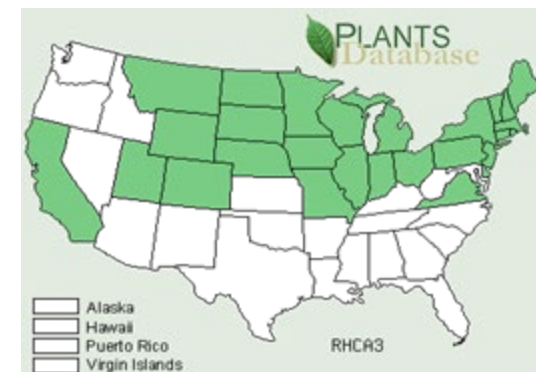 PLANTS
Database
Alaska
Hawaii
Puerto Rico
Virgin Islands
RHCA3